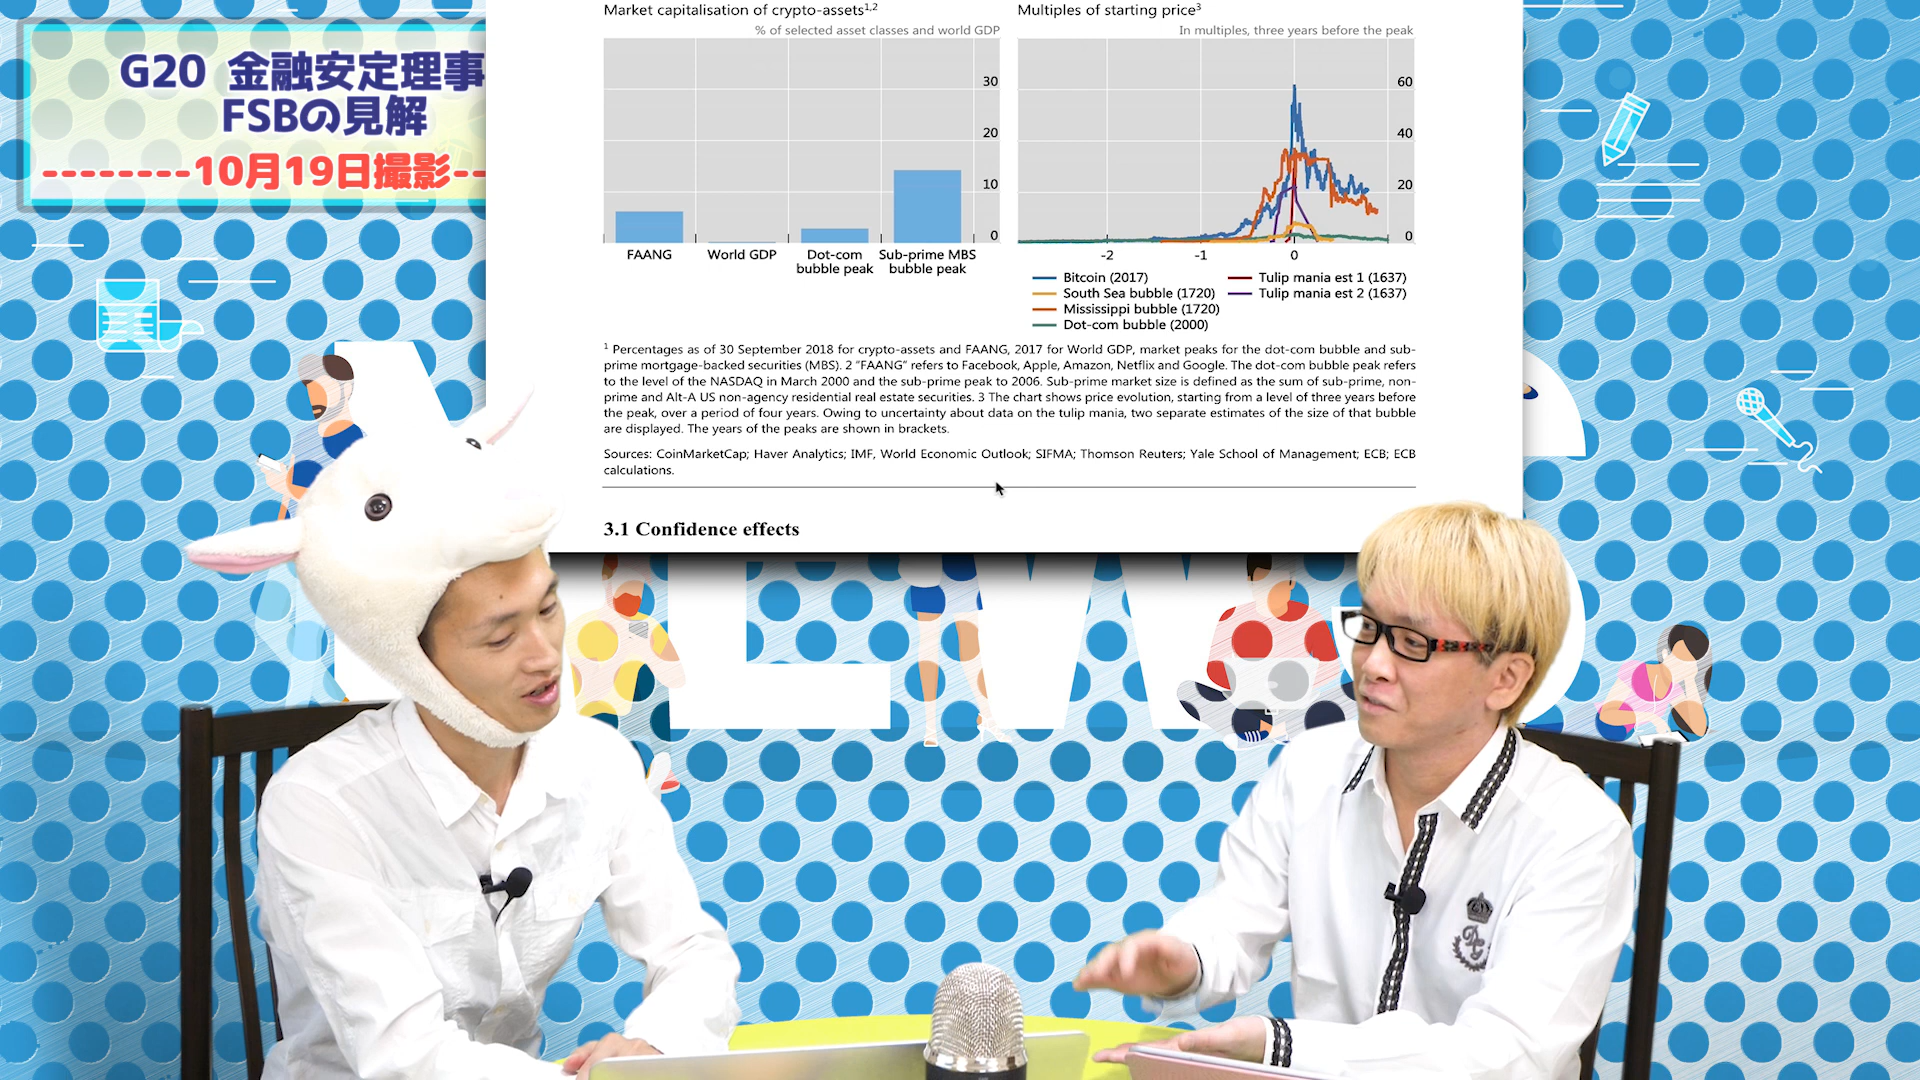 G20 金融安定理事
FSBの見解
--------10月19日撮影--
Market capitalisation of crypto-assets1,2
% of selected asset classes and world GDP
30
20
10
0
FAANG
World GDP
Dot-com
bubble peak
Sub-prime MBS
bubble peak
Multiples of starting price3
In multiples, three years before the peak
60
40
20
0
-2
-1
0
Bitcoin (2017)
South Sea bubble (1720)
Mississippi bubble (1720)
Dot-com bubble (2000)
Tulip mania est 1 (1637)
Tulip mania est 2 (1637)
1 Percentages as of 30 September 2018 for crypto-assets and FAANG, 2017 for World GDP, market peaks for the dot-com bubble and sub-
prime mortgage-backed securities (MBS). 2 "FAANG" refers to Facebook, Apple, Amazon, Netflix and Google. The dot-com bubble peak refers
to the level of the NASDAQ in March 2000 and the sub-prime peak to 2006. Sub-prime market size is defined as the sum of sub-prime, non-
prime and Alt-A US non-agency residential real estate securities. 3 The chart shows price evolution, starting from a level of three years before
the peak, over a period of four years. Owing to uncertainty about data on the tulip mania, two separate estimates of the size of that bubble
are displayed. The years of the peaks are shown in brackets.
Sources: CoinMarketCap; Haver Analytics; IMF, World Economic Outlook; SIFMA; Thomson Reuters; Yale School of Management; ECB; ECB
calculations.
3.1 Confidence effects